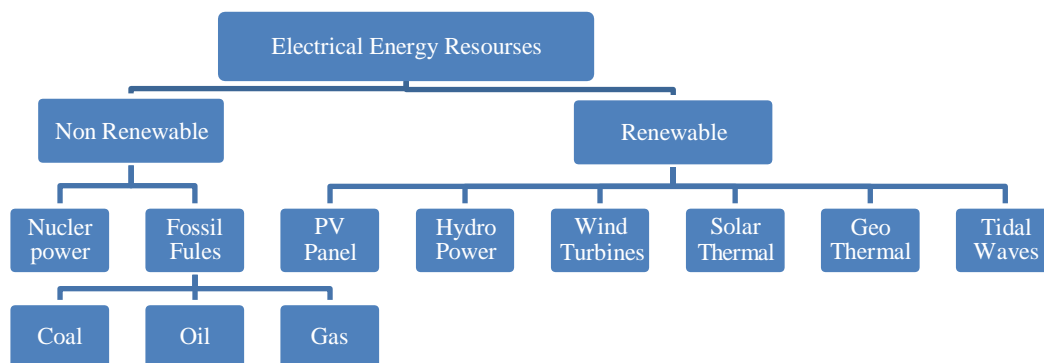 Electrical Energy Resourses
Non Renewable
Renewable
Nucler
power
Fossil
Fules
PV
Panel
Hydro
Power
Wind
Turbines
Solar
Thermal
Geo
Thermal
Tidal
Waves
Coal
Oil
Gas